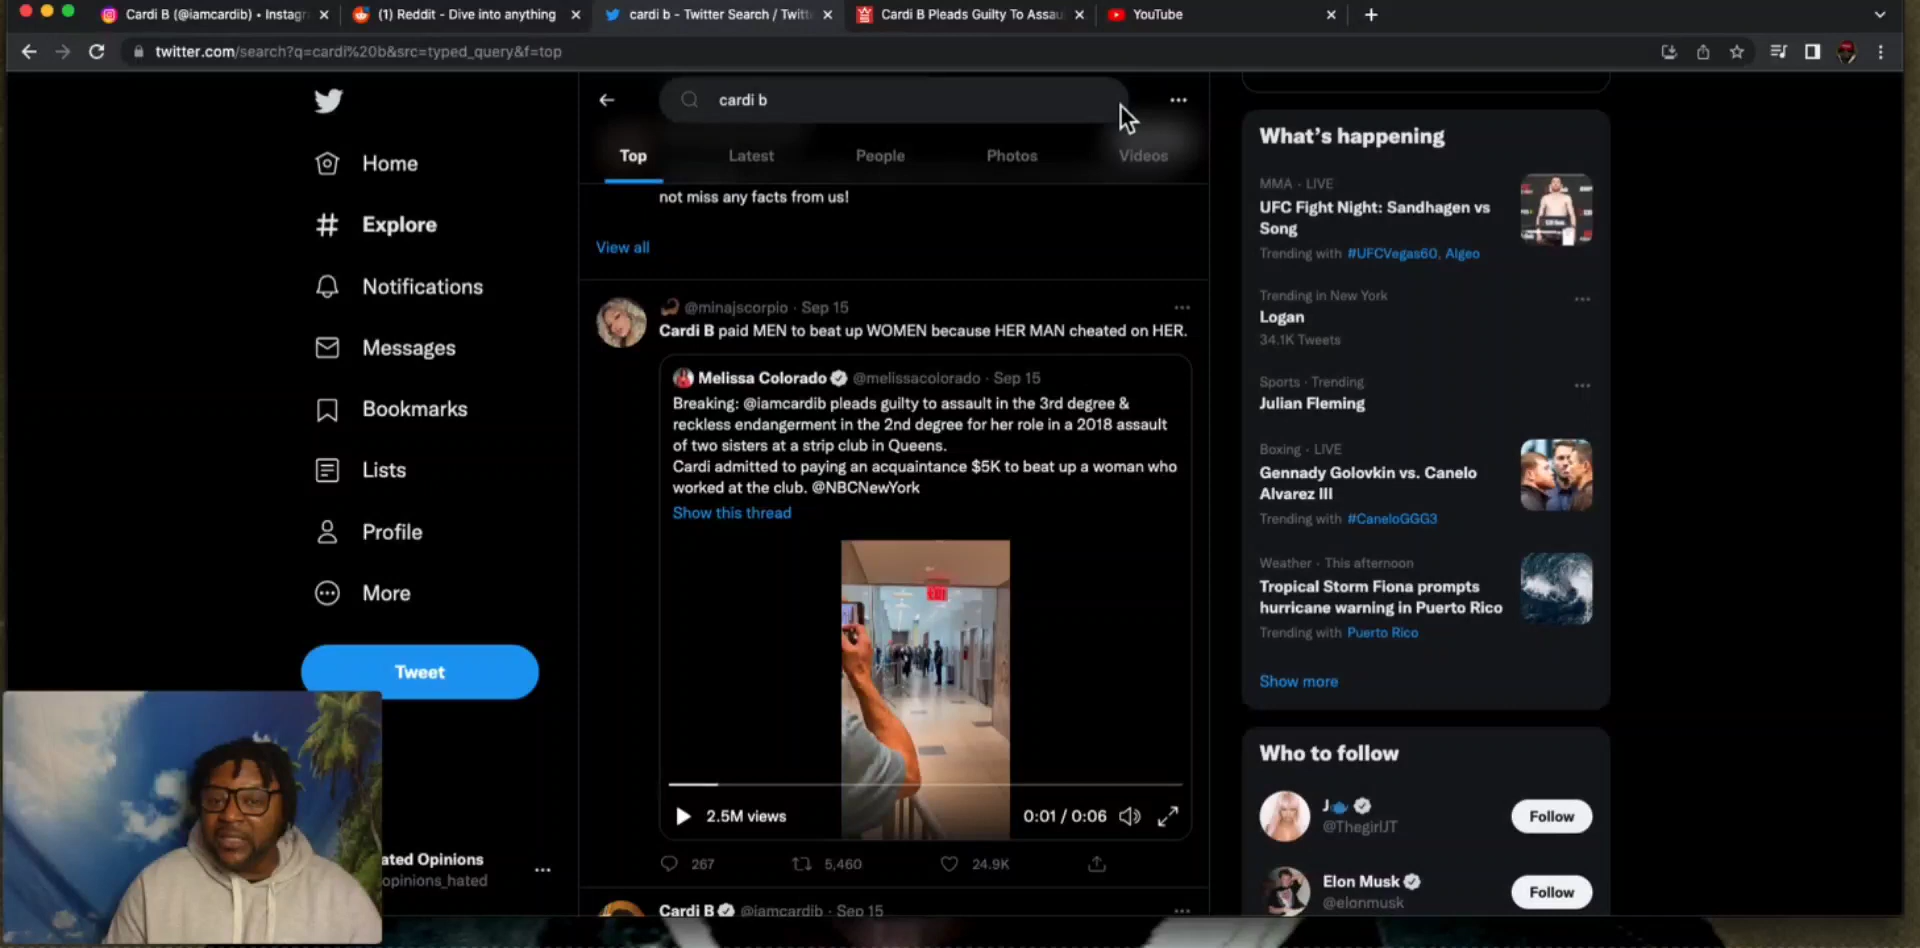 Cardi B (@iamcardib) • Instagr
(1) Reddit - Dive into anything
cardi b - Twitter Search / Twitt
Cardi B Pleads Guilty To Assau
YouTube
twitter.com/search?q=cardi%20b&src=typed_query&f=top
Home
Explore
Notifications
Messages
Bookmarks
Lists
Profile
More
Tweet
ated Opinions
opinions_hated
cardi b
Top
Latest
People
Photos
Videos
not miss any facts from us!
View all
@minajscorpio · Sep 15
Cardi B paid MEN to beat up WOMEN because HER MAN cheated on HER.
Melissa Colorado @melissacolorado · Sep 15
Breaking: @iamcardib pleads guilty to assault in the 3rd degree &
reckless endangerment in the 2nd degree for her role in a 2018 assault
of two sisters at a strip club in Queens.
Cardi admitted to paying an acquaintance $5K to beat up a woman who
worked at the club. @NBCNewYork
Show this thread
EXIT
2.5M views
0:01 / 0:06
267
5,460
24.9K
Cardi B @iamcardib · Sep 15
What's happening
MMA · LIVE
UFC Fight Night: Sandhagen vs
Song
Trending with #UFCVegas60, Algeo
Trending in New York
Logan
34.1K Tweets
Sports · Trending
Julian Fleming
Boxing · LIVE
Gennady Golovkin vs. Canelo
Alvarez III
Trending with #CaneloGGG3
Weather · This afternoon
Tropical Storm Fiona prompts
hurricane warning in Puerto Rico
Trending with Puerto Rico
Show more
Who to follow
J
@ThegirlJT
Follow
Elon Musk
@elonmusk
Follow